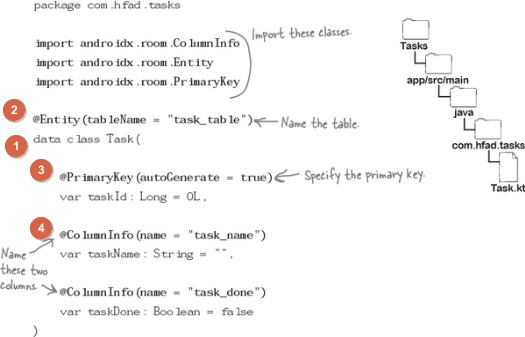 package com.hfad.tasks
import androidx.room.ColumnInfo
import androidx.room.Entity
import androidx.room.PrimaryKey
Import these classes.
2
@Entity(tableName = "task_table")
Name the table.
1
data class Task(
3
@PrimaryKey(autoGenerate = true)
Specify the primary key.
var taskId: Long = 0L,
4
@ColumnInfo(name = "task_name")
var taskName: String = "",
Name
these two
columns.
@ColumnInfo(name = "task_done")
var taskDone: Boolean = false
)
Tasks
app/src/main
java
com.hfad.tasks
Task.kt